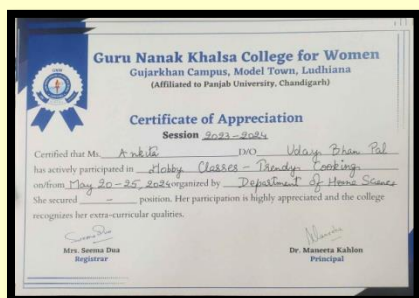 Guru Nanak Khalsa College for Women
Gujarkhan Campus, Model Town, Ludhiana
(Affiliated to Panjab University, Chandigarh)
Certificate of Appreciation
Session 2023-2024
Certified that Ms. Ankita D/O Uday Bhan Pal
has actively participated in Hobby Classes - Trendy Cooking
on/from May 20-25, 2024 organized by Department of Home Science
She secured - position. Her participation is highly appreciated and the college
recognizes her extra-curricular qualities.
Mrs. Seema Dua
Registrar
Dr. Maneeta Kahlon
Principal